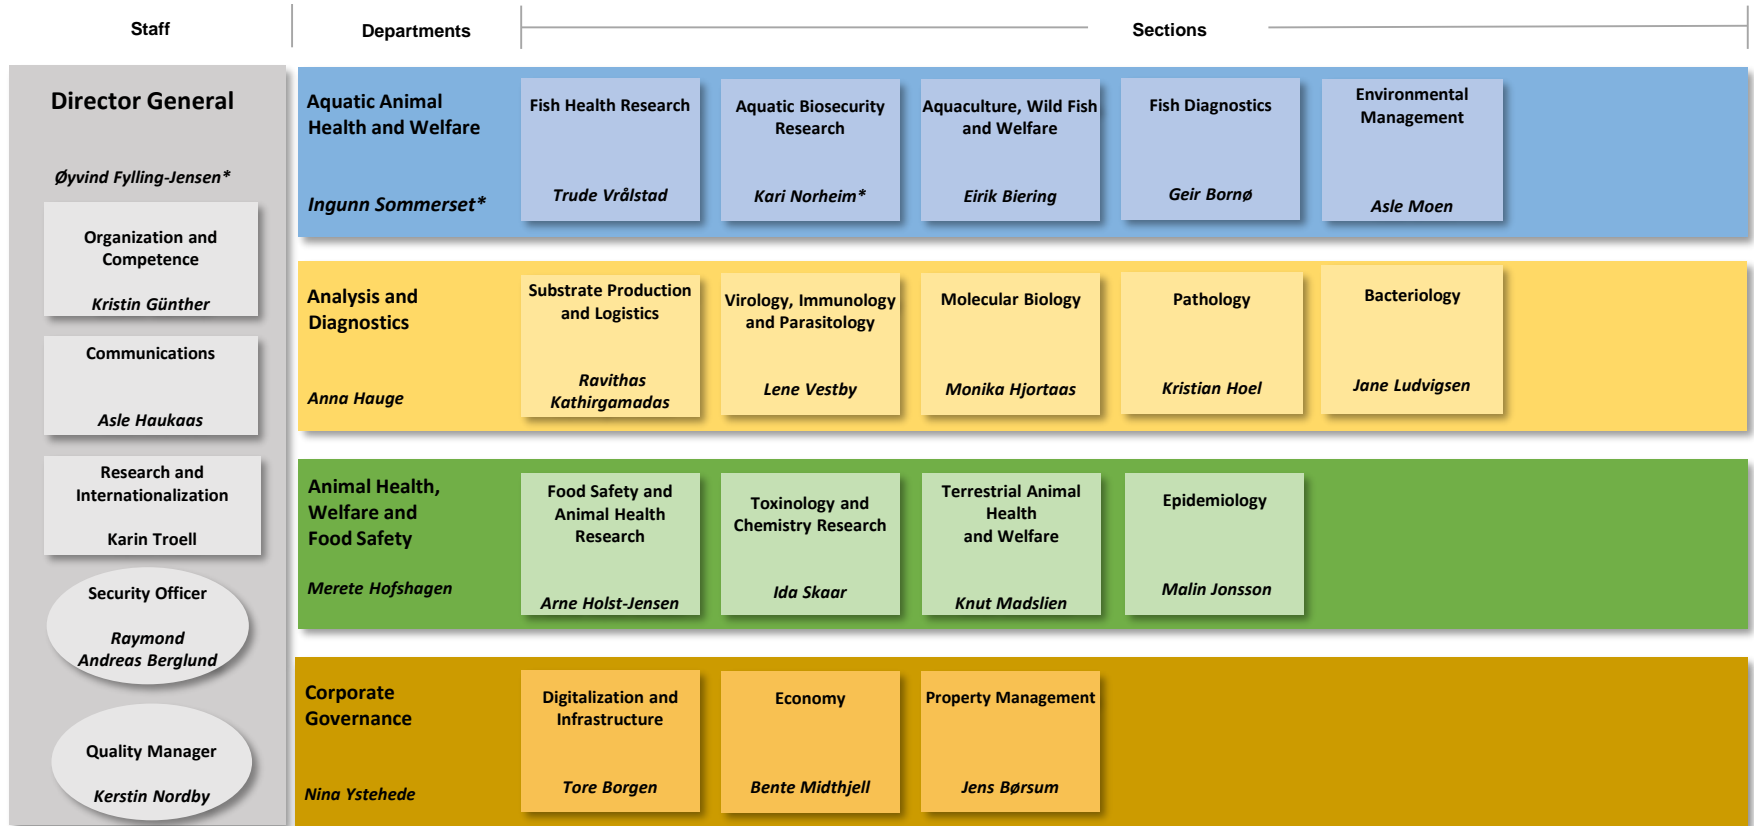 Staff
Departments
Sections
Director General
Øyvind Fylling-Jensen*
Organization and
Competence
Kristin Günther
Communications
Asle Haukaas
Research and
Internationalization
Karin Troell
Security Officer
Raymond
Andreas Berglund
Quality Manager
Kerstin Nordby
Aquatic Animal
Health and Welfare
Ingunn Sommerset*
Fish Health Research
Trude Vrålstad
Aquatic Biosecurity
Research
Kari Norheim*
Aquaculture, Wild Fish
and Welfare
Eirik Biering
Fish Diagnostics
Geir Bornø
Environmental
Management
Asle Moen
Analysis and
Diagnostics
Anna Hauge
Substrate Production
and Logistics
Ravithas
Kathirgamadas
Virology, Immunology
and Parasitology
Lene Vestby
Molecular Biology
Monika Hjortaas
Pathology
Kristian Hoel
Bacteriology
Jane Ludvigsen
Animal Health,
Welfare and
Food Safety
Merete Hofshagen
Food Safety and
Animal Health
Research
Arne Holst-Jensen
Toxinology and
Chemistry Research
Ida Skaar
Terrestrial Animal
Health
and Welfare
Knut Madslien
Epidemiology
Malin Jonsson
Corporate
Governance
Nina Ystehede
Digitalization and
Infrastructure
Tore Borgen
Economy
Bente Midthjell
Property Management
Jens Børsum